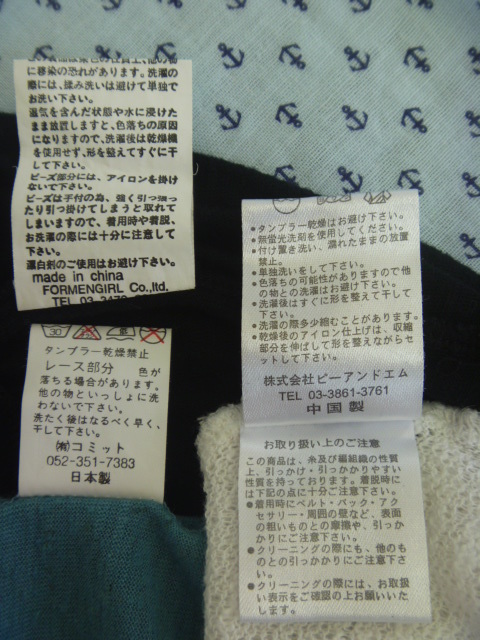 に移染の恐れがあります。洗濯の
際には、揉み洗いは避けて単独で
お洗い下さい。
湿気を含んだ状態や水に浸けた
まま放置しますと、色落ちの原因
になりますので、洗濯後は乾燥機
を使用せず、形を整えてすぐに干
して下さい。
ビーズ部分には、アイロンを掛け
ないで下さい。
ビーズは手付の為、強く引っ張っ
たり引っ掛けてしまうと取れて
しまいますので、着用時や着脱、
お洗濯の際には十分に注意して
下さい。
漂白剤のご使用はお避け下さい。
made in china
FORMENGIRL Co.,ltd.
タンブラー乾燥禁止
レース部分 色が
落ちる場合があります。
他の物といっしょに洗
わないで下さい。
洗たく後はなるべく早く、
干して下さい。
㈲コミット
052-351-7383
日本製
•タンブラー乾燥はお避け下さい。
•無蛍光洗剤を使用してください。
•付け置き洗い、濡れたままの放置
禁止。
•単独洗いをして下さい。
•色落ちの可能性がありますので他
の物との洗濯はお避け下さい。
•洗濯後はすぐに形を整えて干して
下さい。
•洗濯の際多少縮むことがあります。
•乾燥後のアイロン仕上げは、収縮
部分を伸ばして形を整えながらセ
ットして下さい。
株式会社ピーアンドエム
TEL 03-3861-3761
中国製
お取り扱い上のご注意
この商品は、糸及び編組織の性質
上、引っかけ・引っかかりやすい
性質を持っております。着脱時に
は下記の点に十分ご注意下さい。
●着用時にベルト・バック・アク
セサリー・周囲の壁など、表面
の粗いものとの摩擦や、引っか
かりにご注意下さい。
●クリーニングの際にも、他のも
のとの引っかかりにご注意下さ
い。
●クリーニングの際には、お取扱
い表示をご確認の上お願いいた
します。